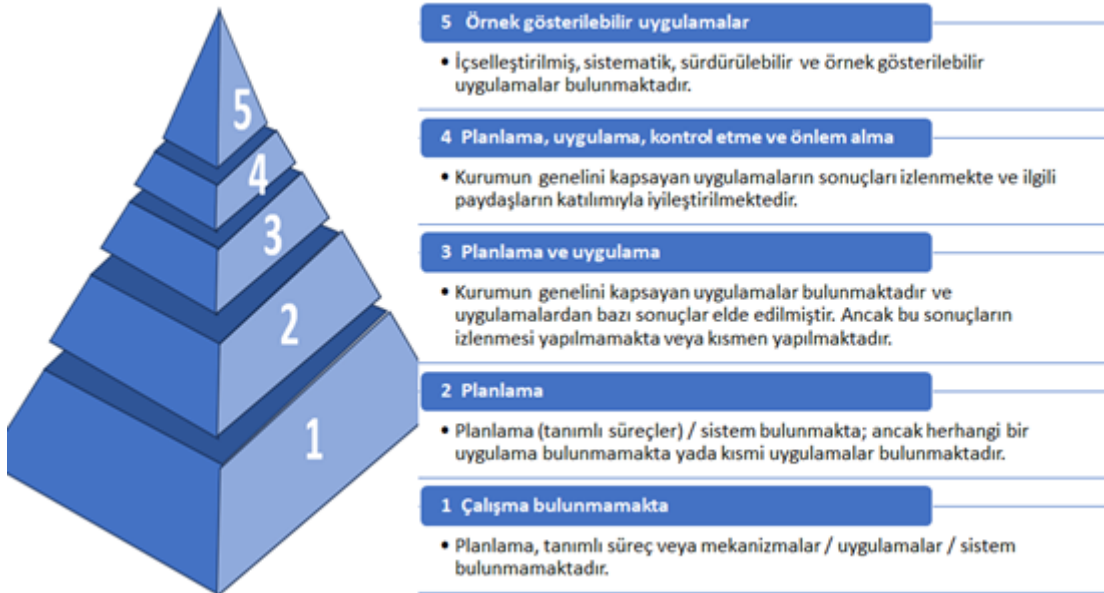 5 Örnek gösterilebilir uygulamalar
• İçselleştirilmiş, sistematik, sürdürülebilir ve örnek gösterilebilir
uygulamalar bulunmaktadır.
4 Planlama, uygulama, kontrol etme ve önlem alma
• Kurumun genelini kapsayan uygulamaların sonuçları izlenmekte ve ilgili
paydaşların katılımıyla iyileştirilmektedir.
3 Planlama ve uygulama
• Kurumun genelini kapsayan uygulamalar bulunmaktadır ve
uygulamalardan bazı sonuçlar elde edilmiştir. Ancak bu sonuçların
izlenmesi yapılmamakta veya kısmen yapılmaktadır.
2 Planlama
• Planlama (tanımlı süreçler) / sistem bulunmakta; ancak herhangi bir
uygulama bulunmamakta yada kısmi uygulamalar bulunmaktadır.
1 Çalışma bulunmamakta
• Planlama, tanımlı süreç veya mekanizmalar / uygulamalar / sistem
bulunmamaktadır.
5
4
3
2
1